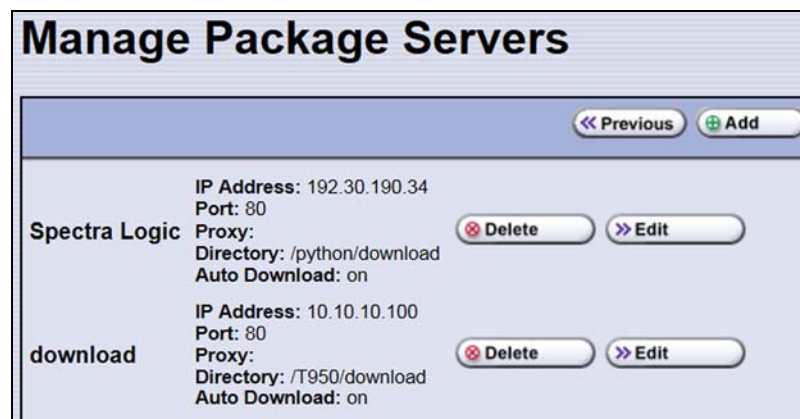 Manage Package Servers
Previous
Add
Spectra Logic
IP Address: 192.30.190.34
Port: 80
Proxy:
Directory: /python/download
Auto Download: on
Delete
Edit
download
IP Address: 10.10.10.100
Port: 80
Proxy:
Directory: /T950/download
Auto Download: on
Delete
Edit